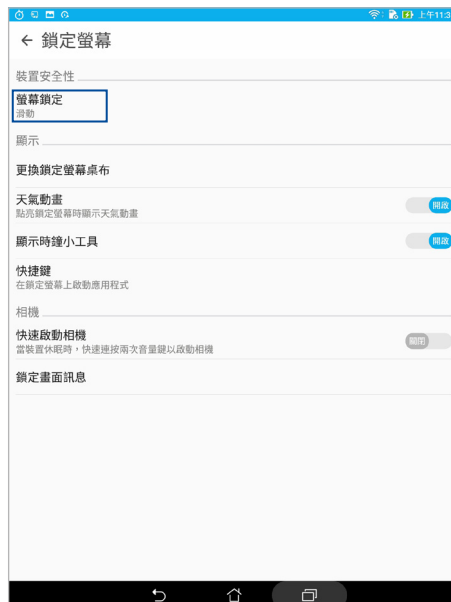 上午11:3
鎖定螢幕
裝置安全性
螢幕鎖定
滑動
顯示
更換鎖定螢幕桌布
天氣動畫
點亮鎖定螢幕時顯示天氣動畫
開啟
顯示時鐘小工具
開啟
快捷鍵
在鎖定螢幕上啟動應用程式
相機
快速啟動相機
當裝置休眠時，快速連按兩次音量鍵以啟動相機
關閉
鎖定畫面訊息